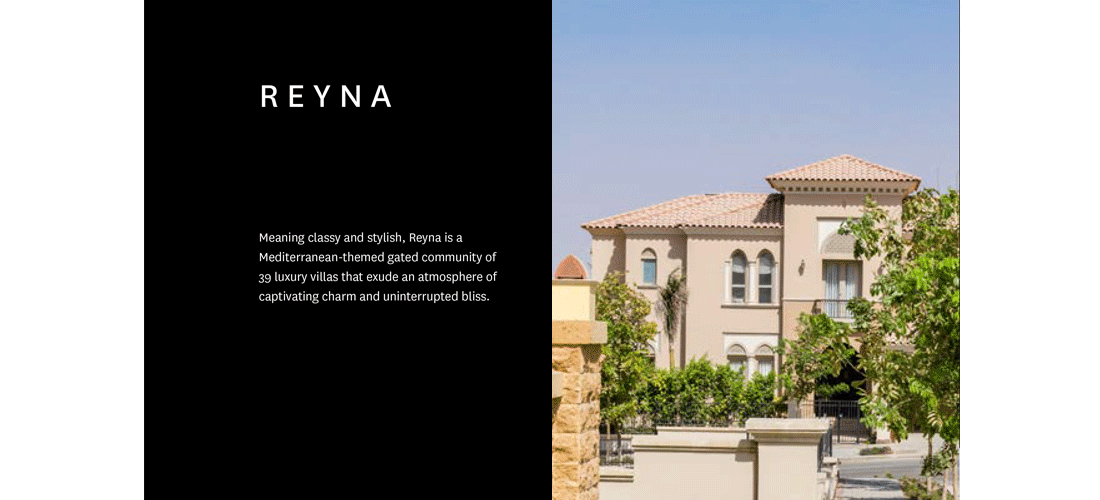 REYNA
Meaning classy and stylish, Reyna is a
Mediterranean-themed gated community of
39 luxury villas that exude an atmosphere of
captivating charm and uninterrupted bliss.